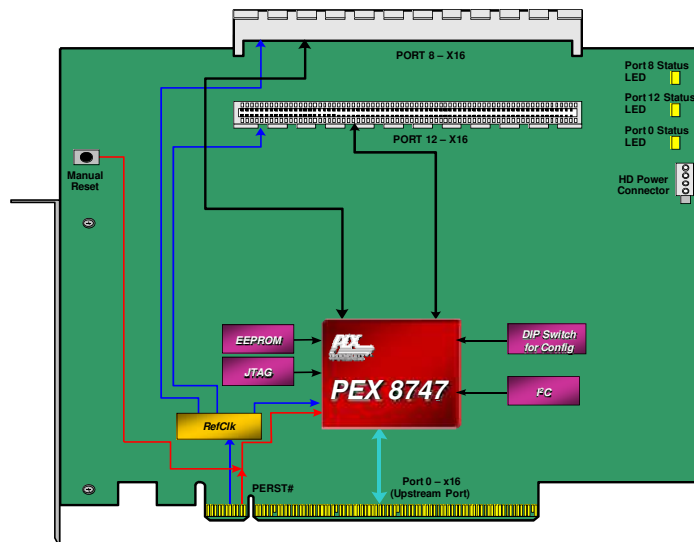 PORT 8 – X16
Port 8 Status
LED
Port 12 Status
LED
PORT 12 – X16
Port 0 Status
LED
Manual
Reset
HD Power
Connector
EEPROM
JTAG
PLX
TECHNOLOGY
PEX 8747
DIP Switch
for Config
I²C
RefClk
PERST#
Port 0 – x16
(Upstream Port)